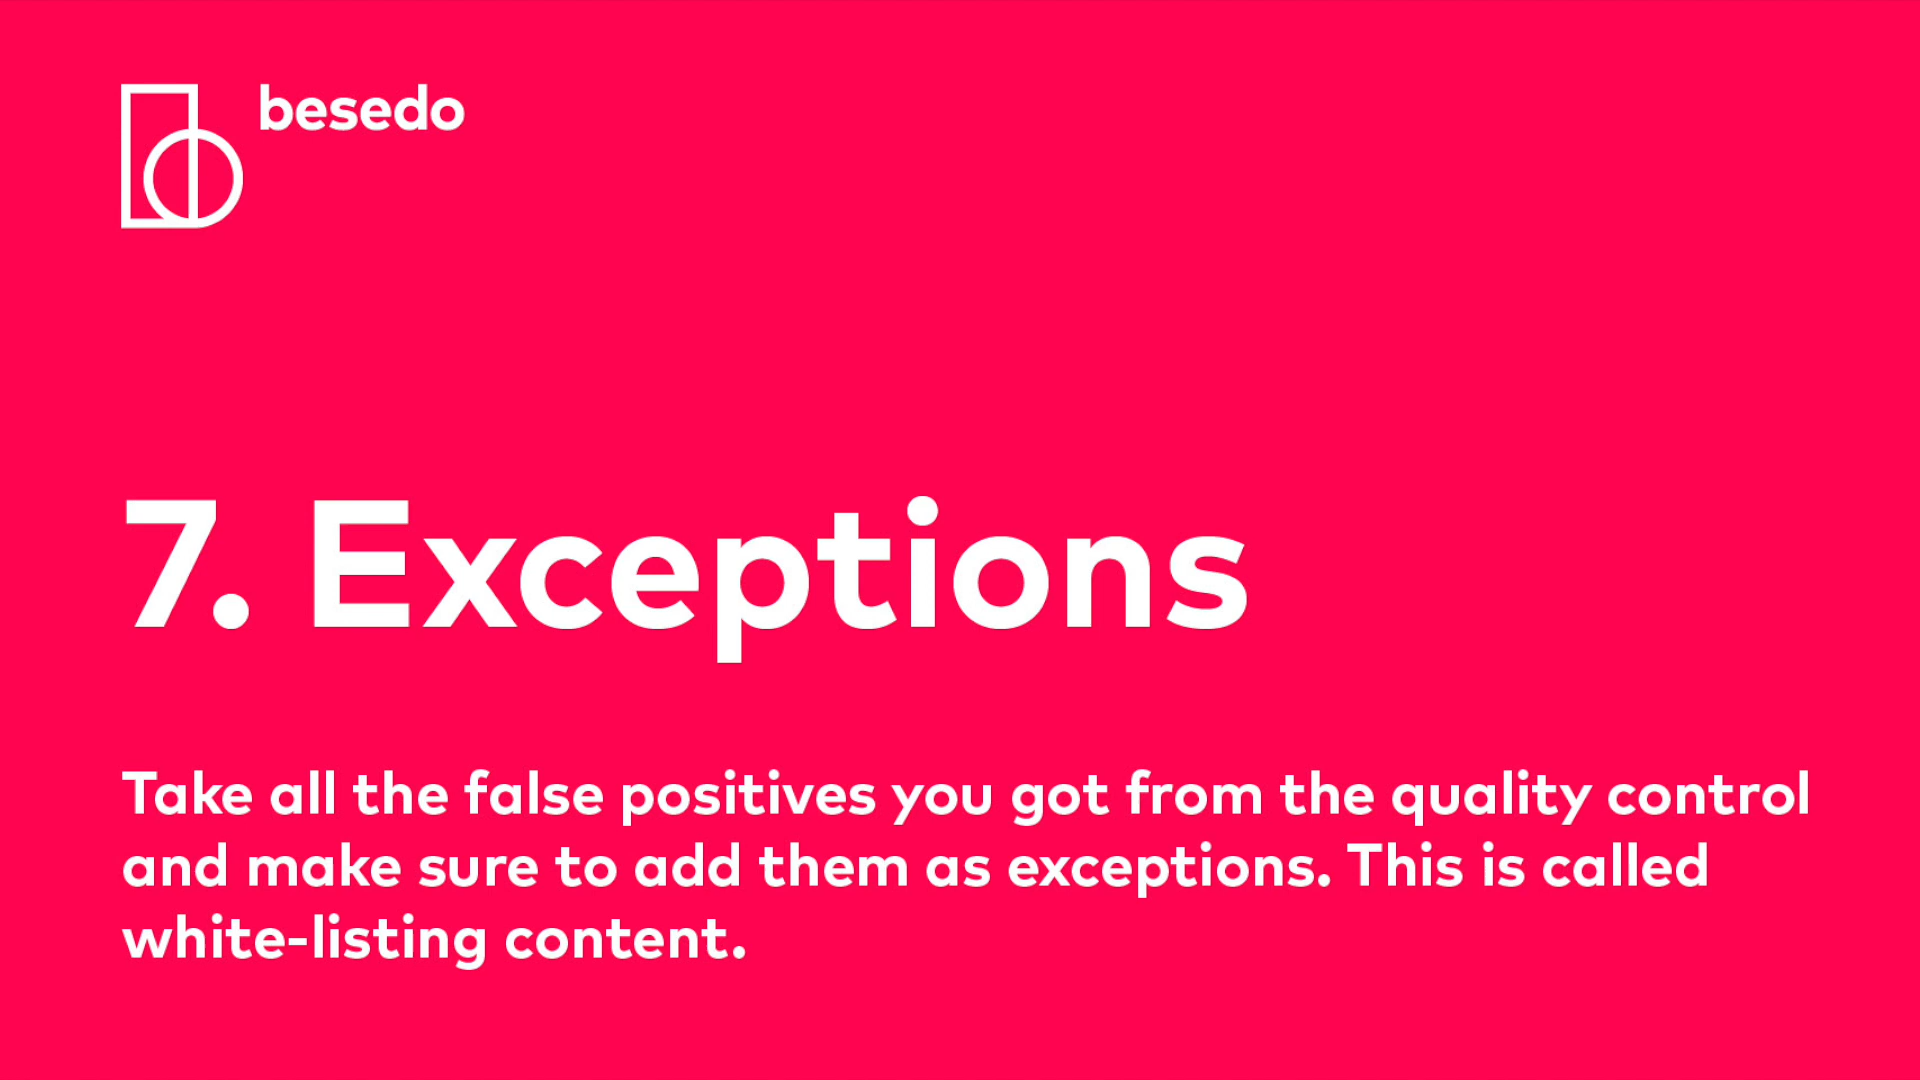 besedo
7. Exceptions
Take all the false positives you got from the quality control
and make sure to add them as exceptions. This is called
white-listing content.